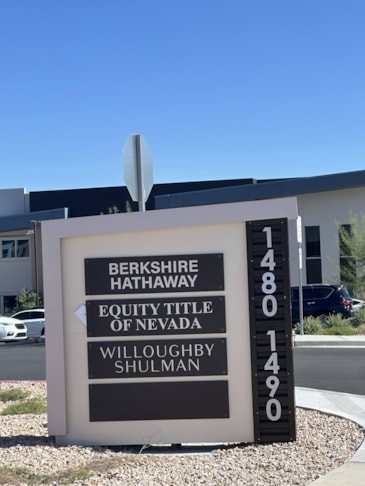 BERKSHIRE
HATHAWAY
EQUITY TITLE
OF NEVADA
WILLOUGHBY
SHULMAN
1480
1490